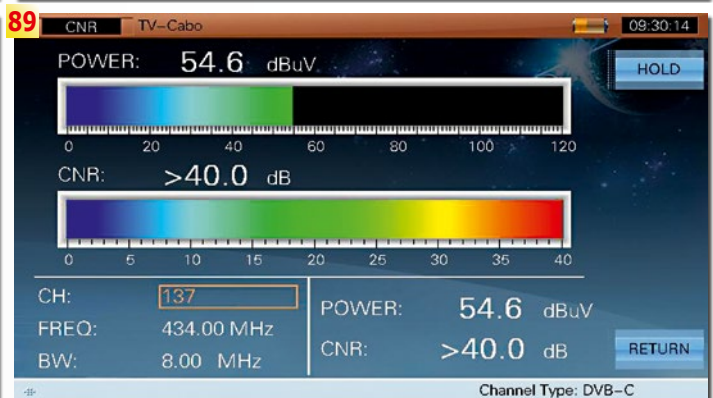 89
CNR TV-Cabo 09:30:14
POWER: 54.6 dBuV
HOLD
0 20 40 60 80 100 120
CNR: >40.0 dB
0 5 10 15 20 25 30 35 40
CH: 137
FREQ: 434.00 MHz
BW: 8.00 MHz
POWER: 54.6 dBuV
CNR: >40.0 dB
RETURN
Channel Type: DVB-C